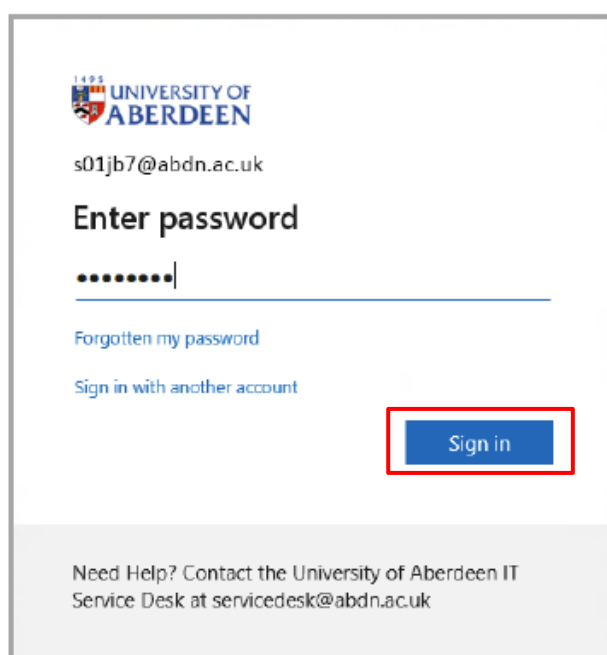 1495
UNIVERSITY OF
ABERDEEN
s01jb7@abdn.ac.uk
Enter password
••••••••
Forgotten my password
Sign in with another account
Sign in
Need Help? Contact the University of Aberdeen IT
Service Desk at servicedesk@abdn.ac.uk